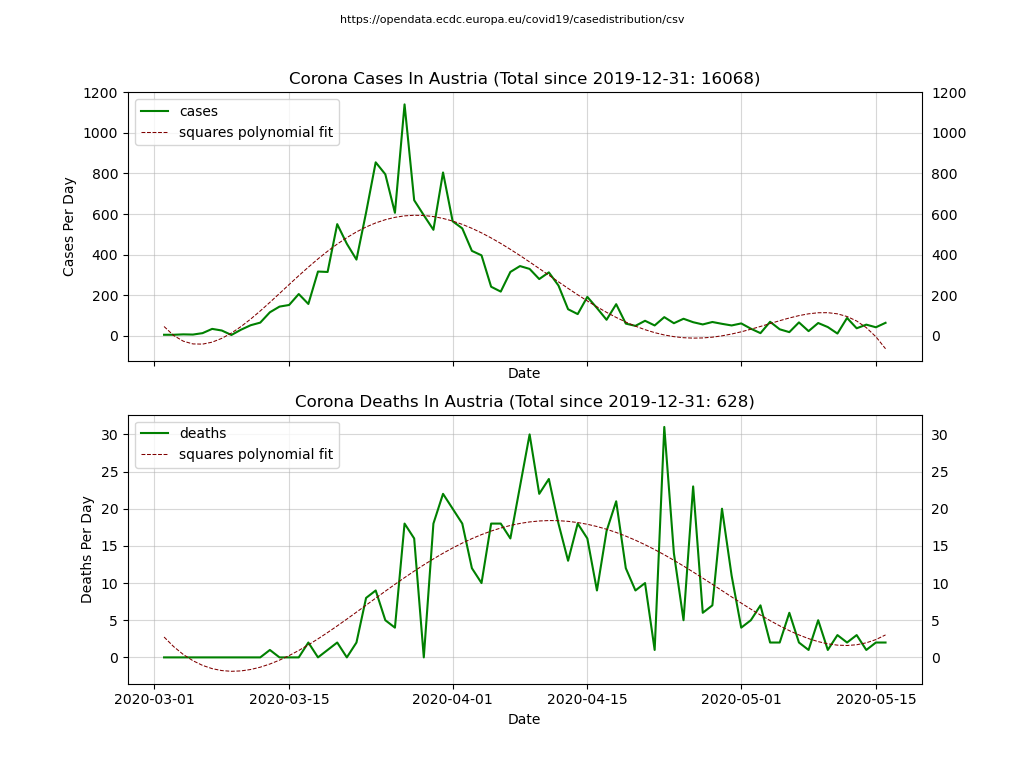 https://opendata.ecdc.europa.eu/covid19/casedistribution/csv
Corona Cases In Austria (Total since 2019-12-31: 16068)
1200 1200
cases
squares polynomial fit
1000 1000
800 800
600 600
400 400
200 200
0 0
Cases Per Day
Date
Corona Deaths In Austria (Total since 2019-12-31: 628)
deaths
squares polynomial fit
30 30
25 25
20 20
15 15
10 10
5 5
0 0
Deaths Per Day
2020-03-01 2020-03-15 2020-04-01 2020-04-15 2020-05-01 2020-05-15
Date